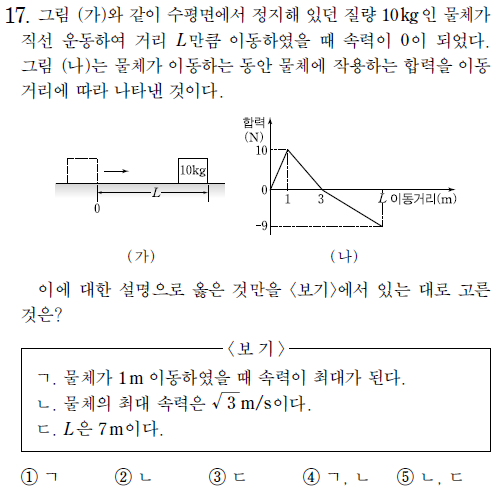 17. 그림 (가)와 같이 수평면에서 정지해 있던 질량 10kg인 물체가
직선 운동하여 거리 L만큼 이동하였을 때 속력이 0이 되었다.
그림 (나)는 물체가 이동하는 동안 물체에 작용하는 합력을 이동
거리에 따라 나타낸 것이다.
10kg
L
0
(가)
합력
(N)
10
0
1
3
L 이동거리(m)
-9
(나)
이에 대한 설명으로 옳은 것만을 <보기>에서 있는 대로 고른
것은?
<보 기>
ㄱ. 물체가 1m 이동하였을 때 속력이 최대가 된다.
ㄴ. 물체의 최대 속력은 √3 m/s이다.
ㄷ. L은 7m이다.
① ㄱ ② ㄴ ③ ㄷ ④ ㄱ, ㄴ ⑤ ㄴ, ㄷ